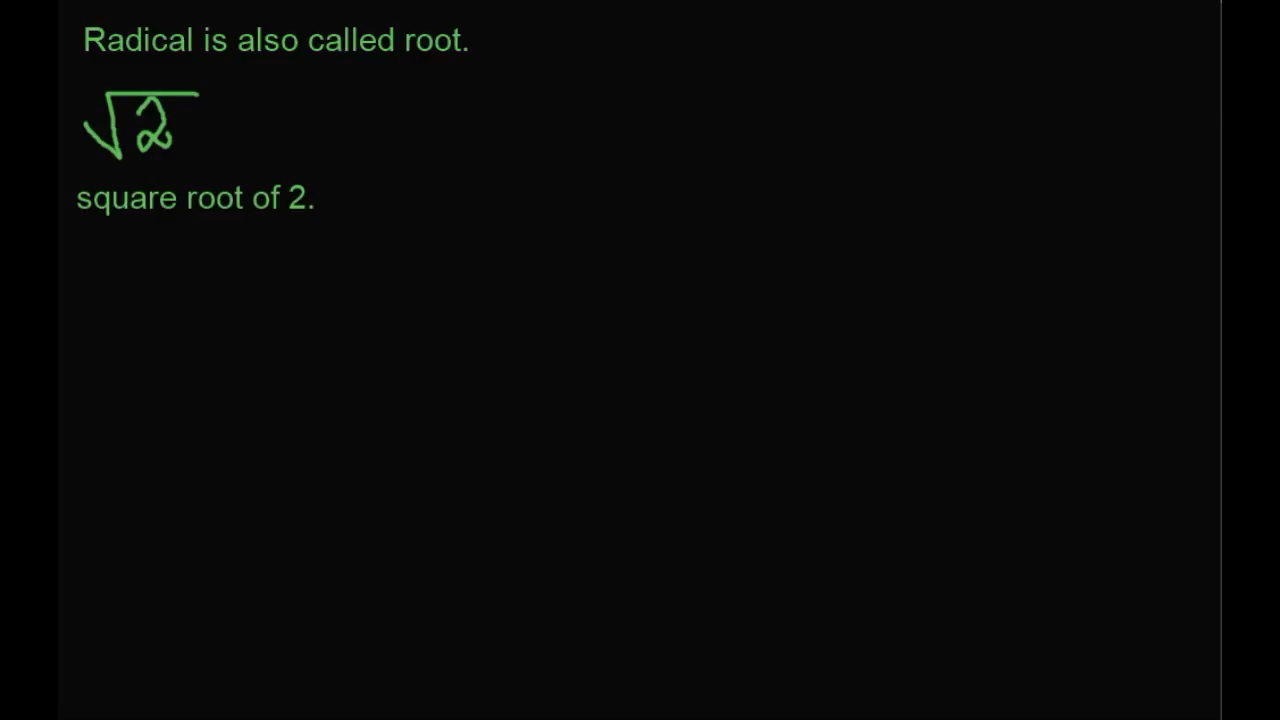 Radical is also called root.
√2
square root of 2.